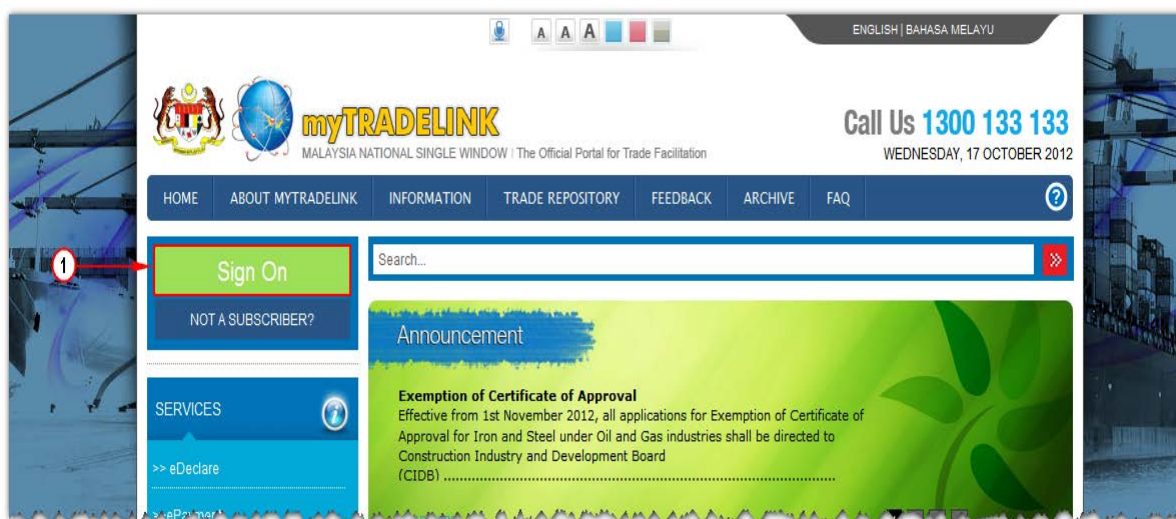 A A A
ENGLISH | BAHASA MELAYU
myTRADELINK
MALAYSIA NATIONAL SINGLE WINDOW | The Official Portal for Trade Facilitation
Call Us 1300 133 133
WEDNESDAY, 17 OCTOBER 2012
HOME ABOUT MYTRADELINK INFORMATION TRADE REPOSITORY FEEDBACK ARCHIVE FAQ ?
1
Sign On
Search... »
NOT A SUBSCRIBER?
Announcement
Exemption of Certificate of Approval
Effective from 1st November 2012, all applications for Exemption of Certificate of
Approval for Iron and Steel under Oil and Gas industries shall be directed to
Construction Industry and Development Board
(CIDB) ................................................................................
SERVICES i
>> eDeclare
>> ePayment